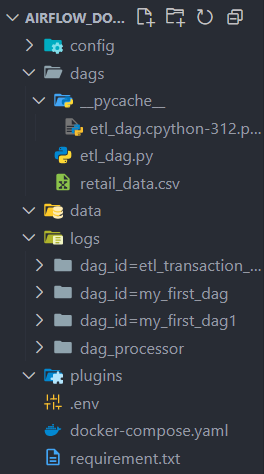 AIRFLOW_DO...
config
dags
__pycache__
etl_dag.cpython-312.p...
etl_dag.py
retail_data.csv
data
logs
dag_id=etl_transaction_...
dag_id=my_first_dag
dag_id=my_first_dag1
dag_processor
plugins
.env
docker-compose.yaml
requirement.txt